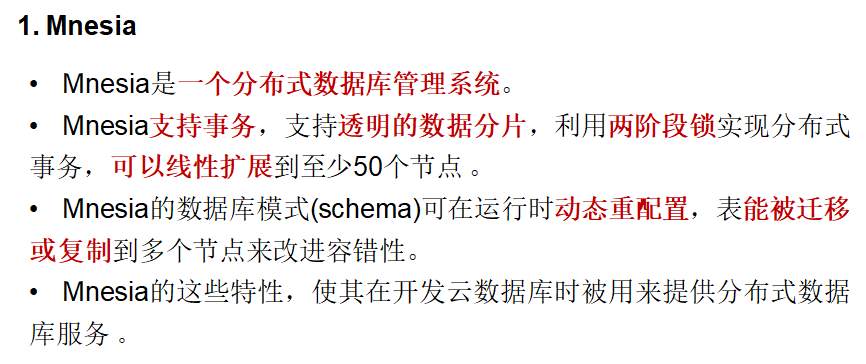 1. Mnesia
• Mnesia是一个分布式数据库管理系统。
• Mnesia支持事务，支持透明的数据分片，利用两阶段锁实现分布式
事务，可以线性扩展到至少50个节点 。
• Mnesia的数据库模式(schema)可在运行时动态重配置，表能被迁移
或复制到多个节点来改进容错性。
• Mnesia的这些特性，使其在开发云数据库时被用来提供分布式数据
库服务 。